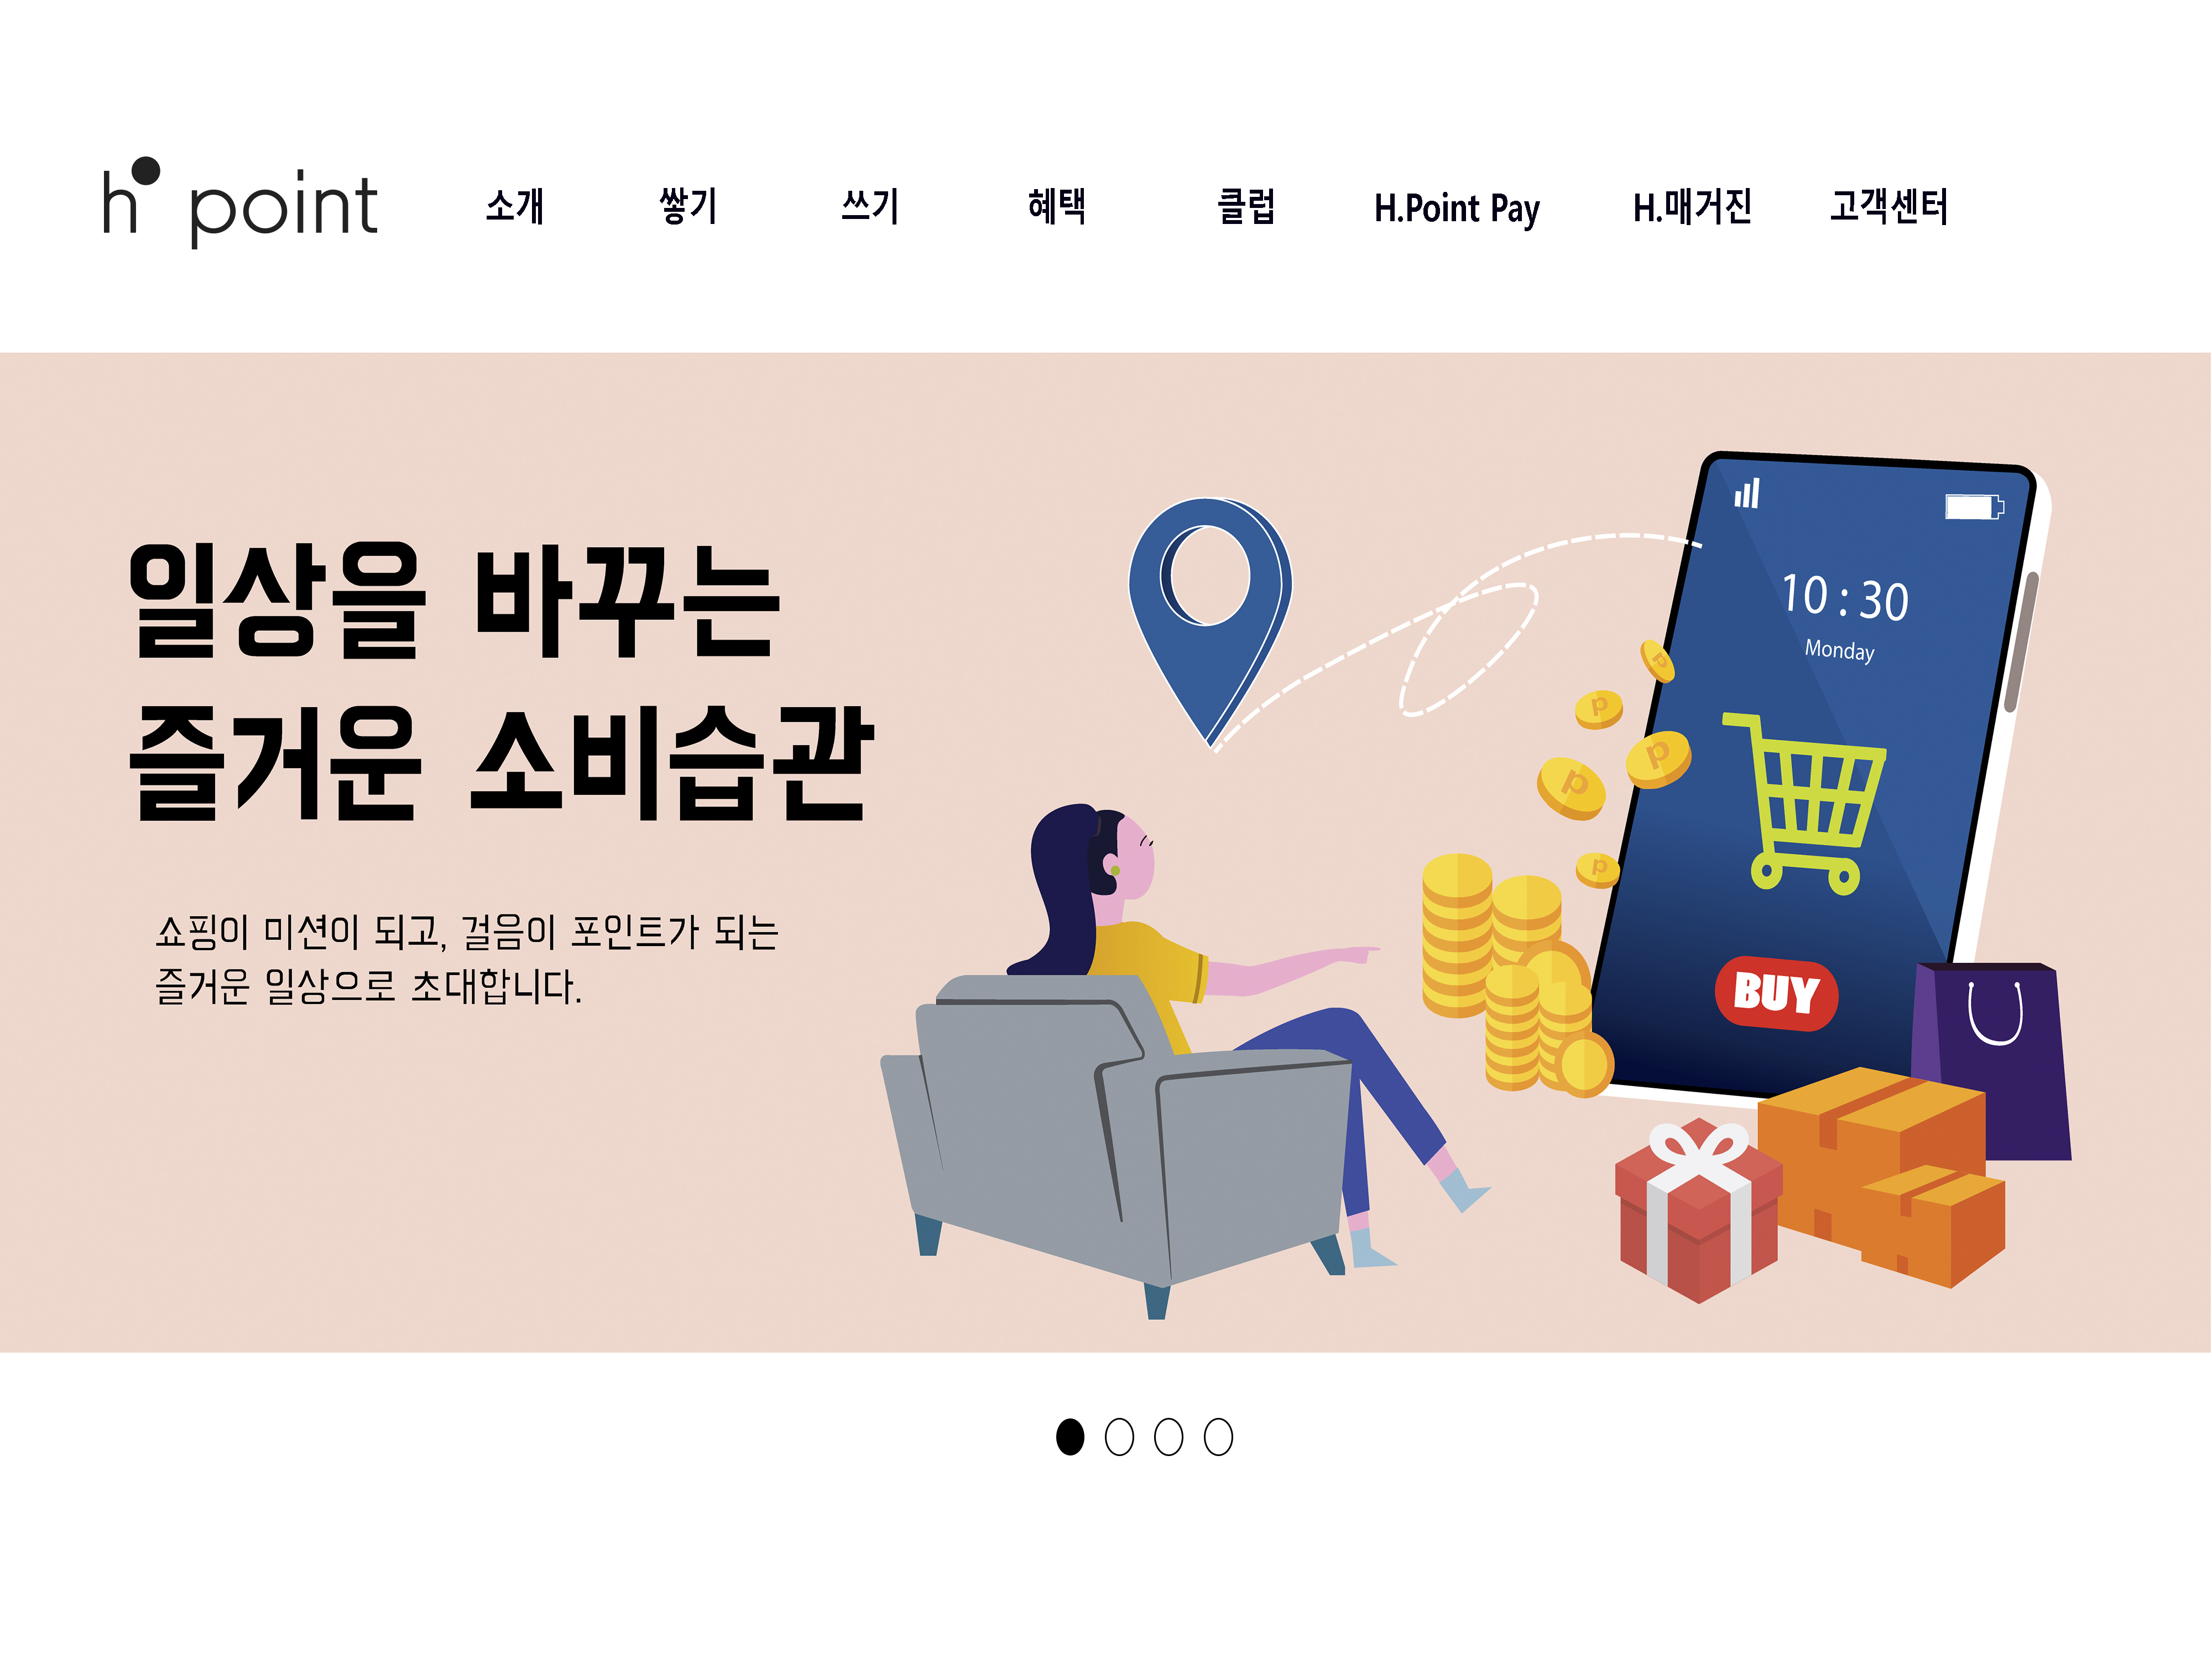 h point
소개 쌓기 쓰기 혜택 클럽 H.Point Pay H.매거진 고객센터
일상을 바꾸는
즐거운 소비습관
쇼핑이 미션이 되고, 걸음이 포인트가 되는
즐거운 일상으로 초대합니다.
10 : 30
Monday
p
p
p
p
p
BUY